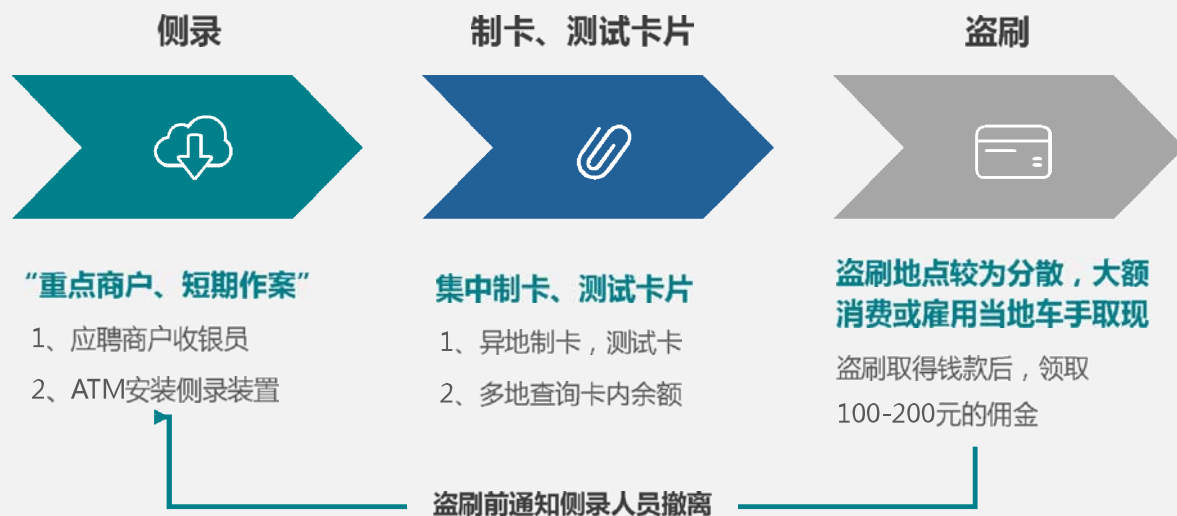 侧录
制卡、测试卡片
盗刷
“重点商户、短期作案”
1、应聘商户收银员
2、ATM安装侧录装置
集中制卡、测试卡片
1、异地制卡，测试卡
2、多地查询卡内余额
盗刷地点较为分散，大额
消费或雇用当地车手取现
盗刷取得钱款后，领取
100-200元的佣金
盗刷前通知侧录人员撤离